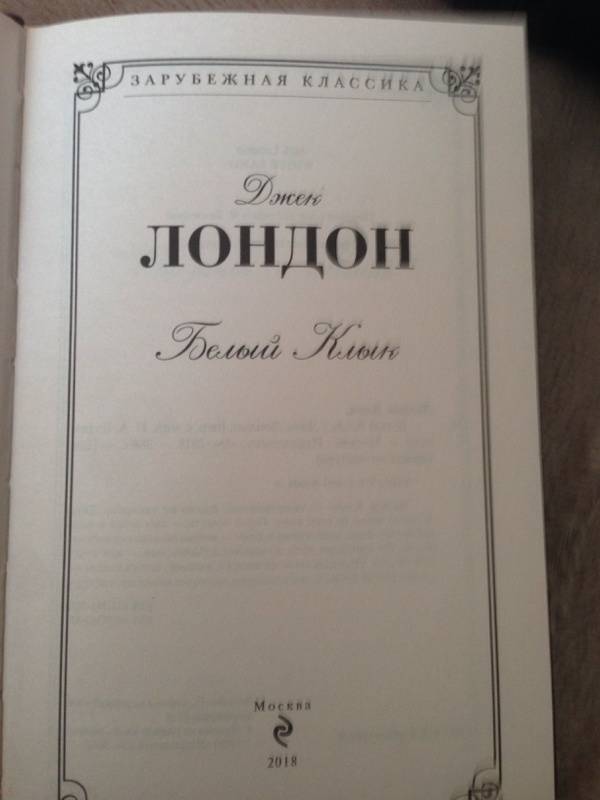 ЗАРУБЕЖНАЯ КЛАССИКА
Джек
ЛОНДОН
Белый Клык
Москва
2018